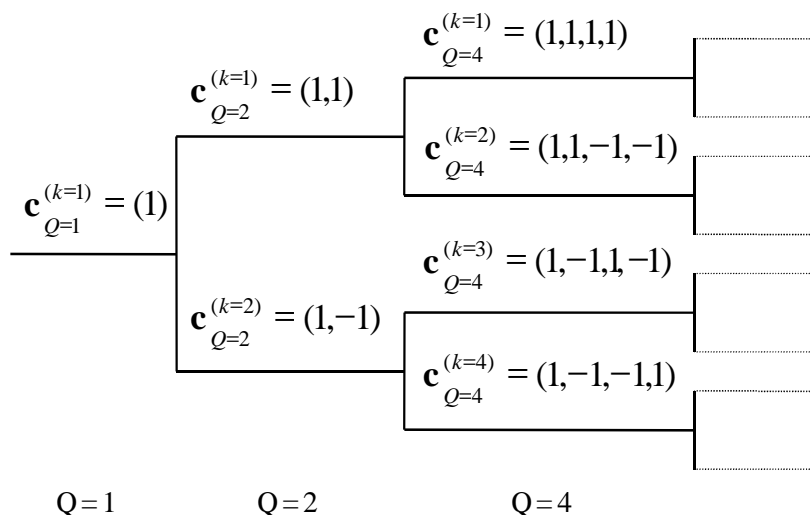 c_{Q=4}^{(k=1)} = (1,1,1,1)
c_{Q=2}^{(k=1)} = (1,1)
c_{Q=4}^{(k=2)} = (1,1,−1,−1)
c_{Q=1}^{(k=1)} = (1)
c_{Q=4}^{(k=3)} = (1,−1,1,−1)
c_{Q=2}^{(k=2)} = (1,−1)
c_{Q=4}^{(k=4)} = (1,−1,−1,1)
Q = 1 Q = 2 Q = 4